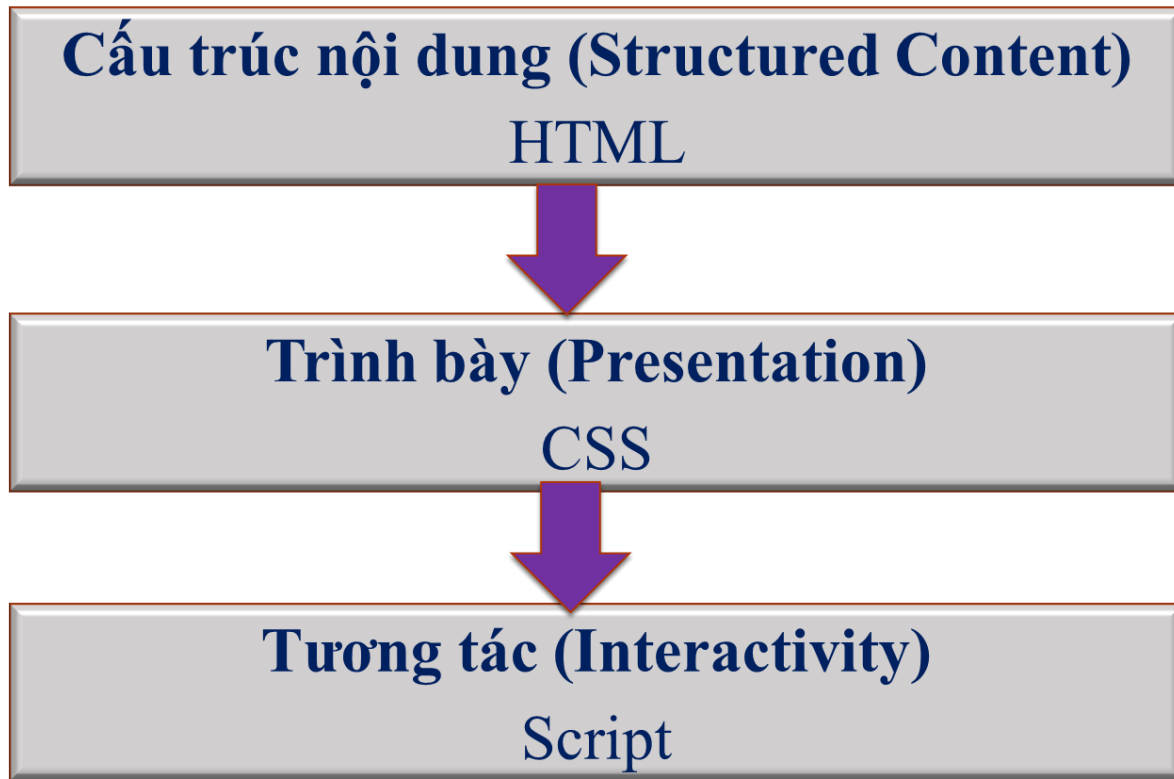 Cấu trúc nội dung (Structured Content)
HTML
Trình bày (Presentation)
CSS
Tương tác (Interactivity)
Script